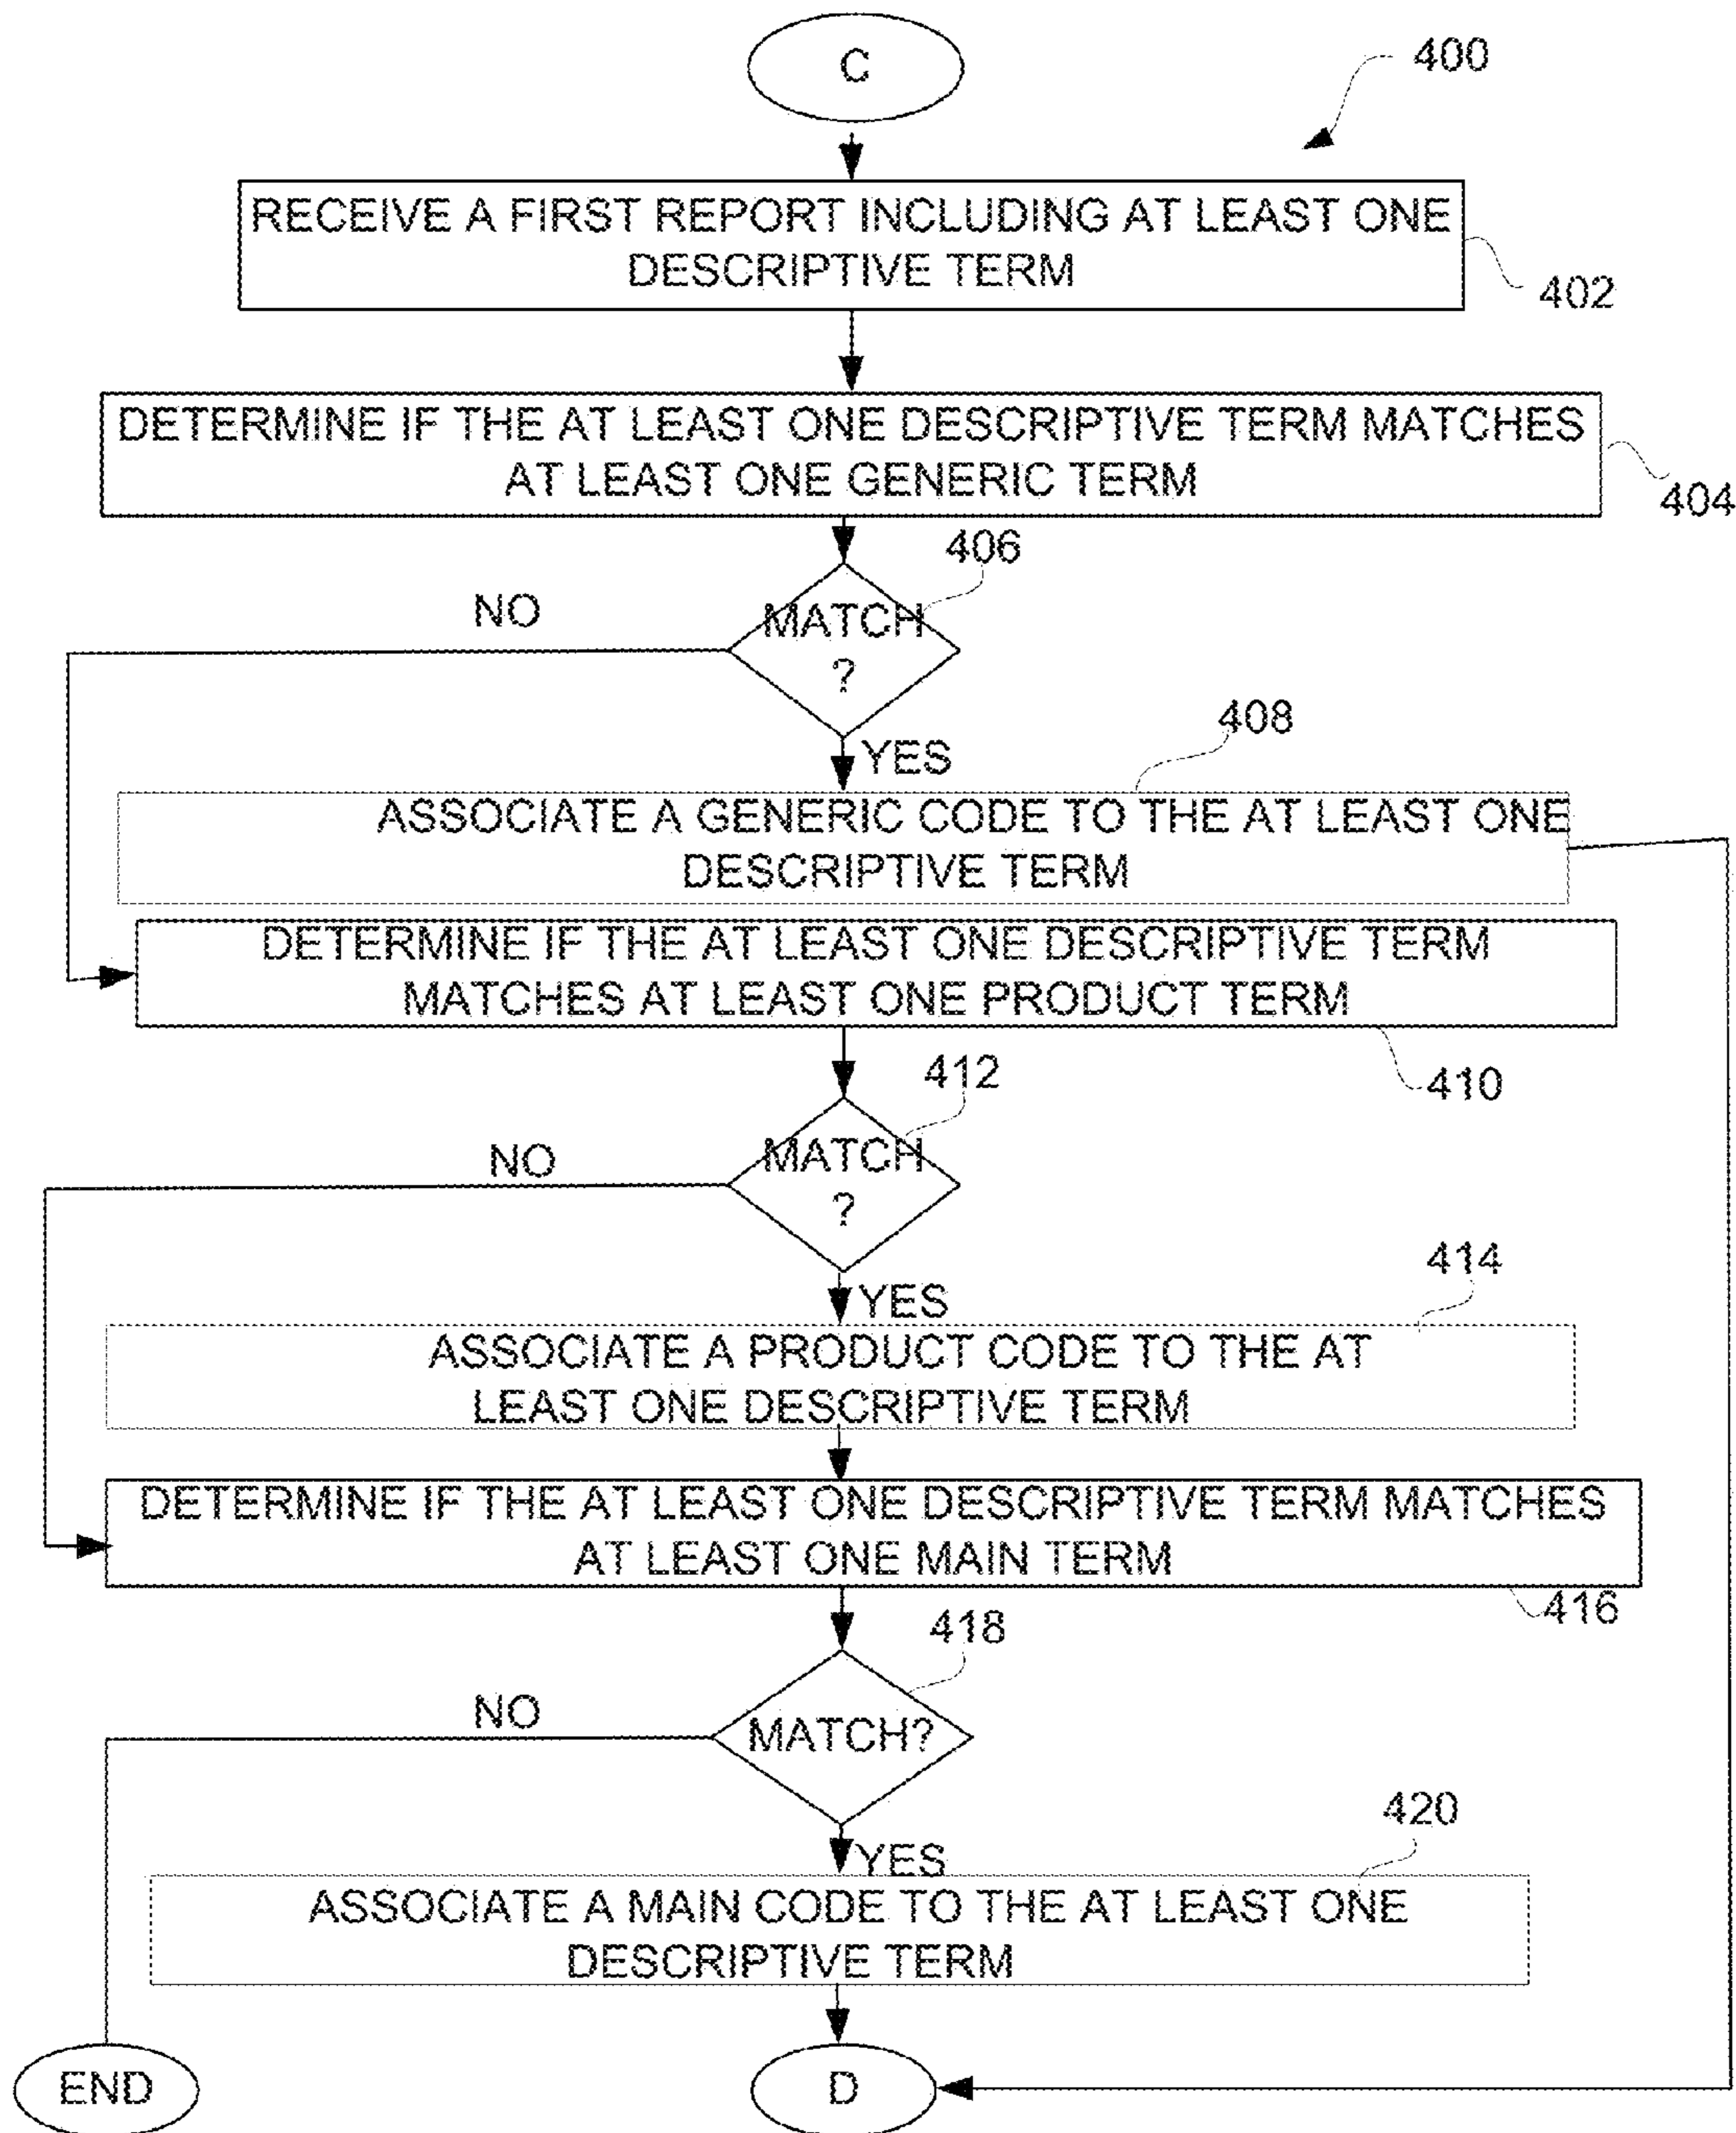 C
400
RECEIVE A FIRST REPORT INCLUDING AT LEAST ONE
DESCRIPTIVE TERM
402
DETERMINE IF THE AT LEAST ONE DESCRIPTIVE TERM MATCHES
AT LEAST ONE GENERIC TERM
404
406
NO
MATCH
?
408
YES
ASSOCIATE A GENERIC CODE TO THE AT LEAST ONE
DESCRIPTIVE TERM
DETERMINE IF THE AT LEAST ONE DESCRIPTIVE TERM
MATCHES AT LEAST ONE PRODUCT TERM
410
412
NO
MATCH
?
414
YES
ASSOCIATE A PRODUCT CODE TO THE AT
LEAST ONE DESCRIPTIVE TERM
DETERMINE IF THE AT LEAST ONE DESCRIPTIVE TERM MATCHES
AT LEAST ONE MAIN TERM
416
418
NO
MATCH?
420
YES
ASSOCIATE A MAIN CODE TO THE AT LEAST ONE
DESCRIPTIVE TERM
END
D